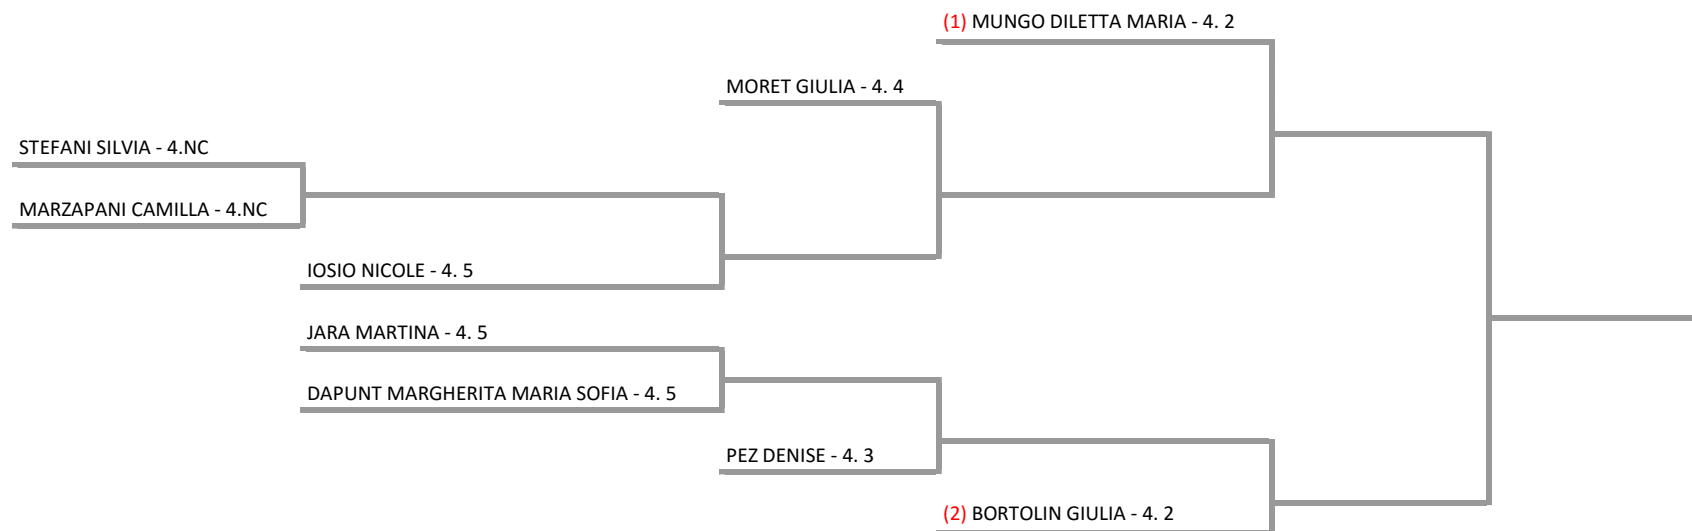 (1) MUNGO DILETTA MARIA - 4. 2
MORET GIULIA - 4. 4
STEFANI SILVIA - 4.NC
MARZAPANI CAMILLA - 4.NC
IOSIO NICOLE - 4. 5
JARA MARTINA - 4. 5
DAPUNT MARGHERITA MARIA SOFIA - 4. 5
PEZ DENISE - 4. 3
(2) BORTOLIN GIULIA - 4. 2